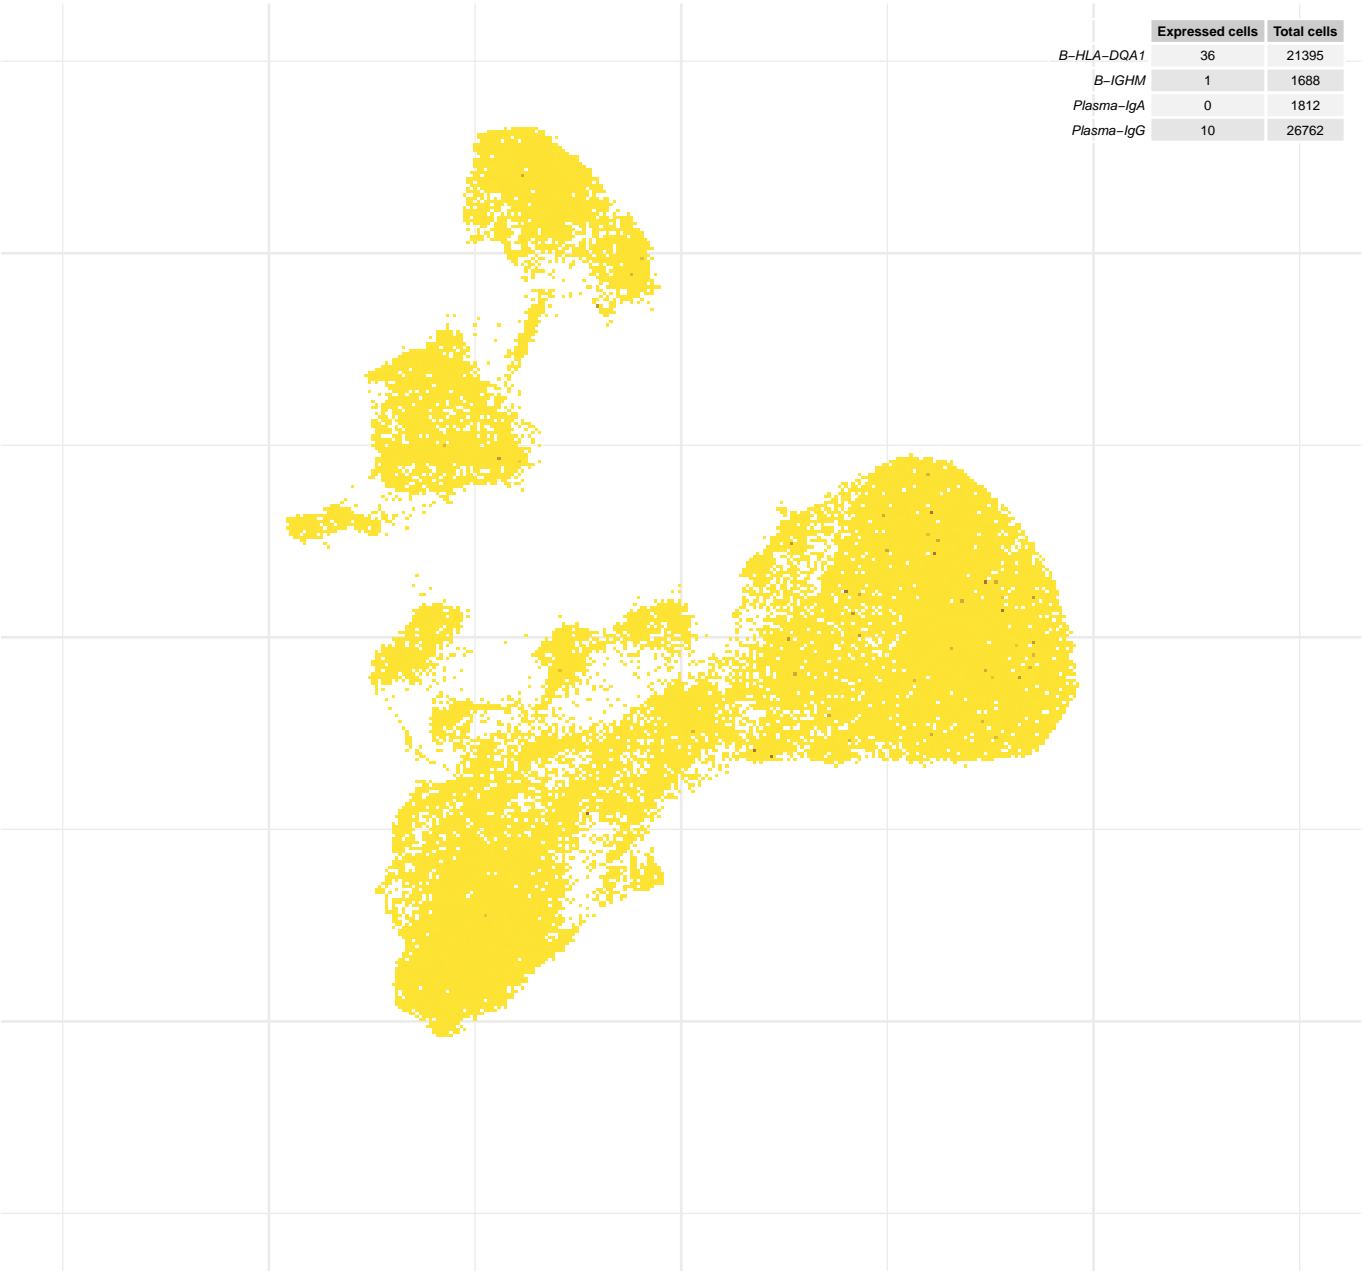 Expressed cells Total cells
B−HLA−DQA1 36 21395
B−IGHM 1 1688
Plasma−IgA 0 1812
Plasma−IgG 10 26762